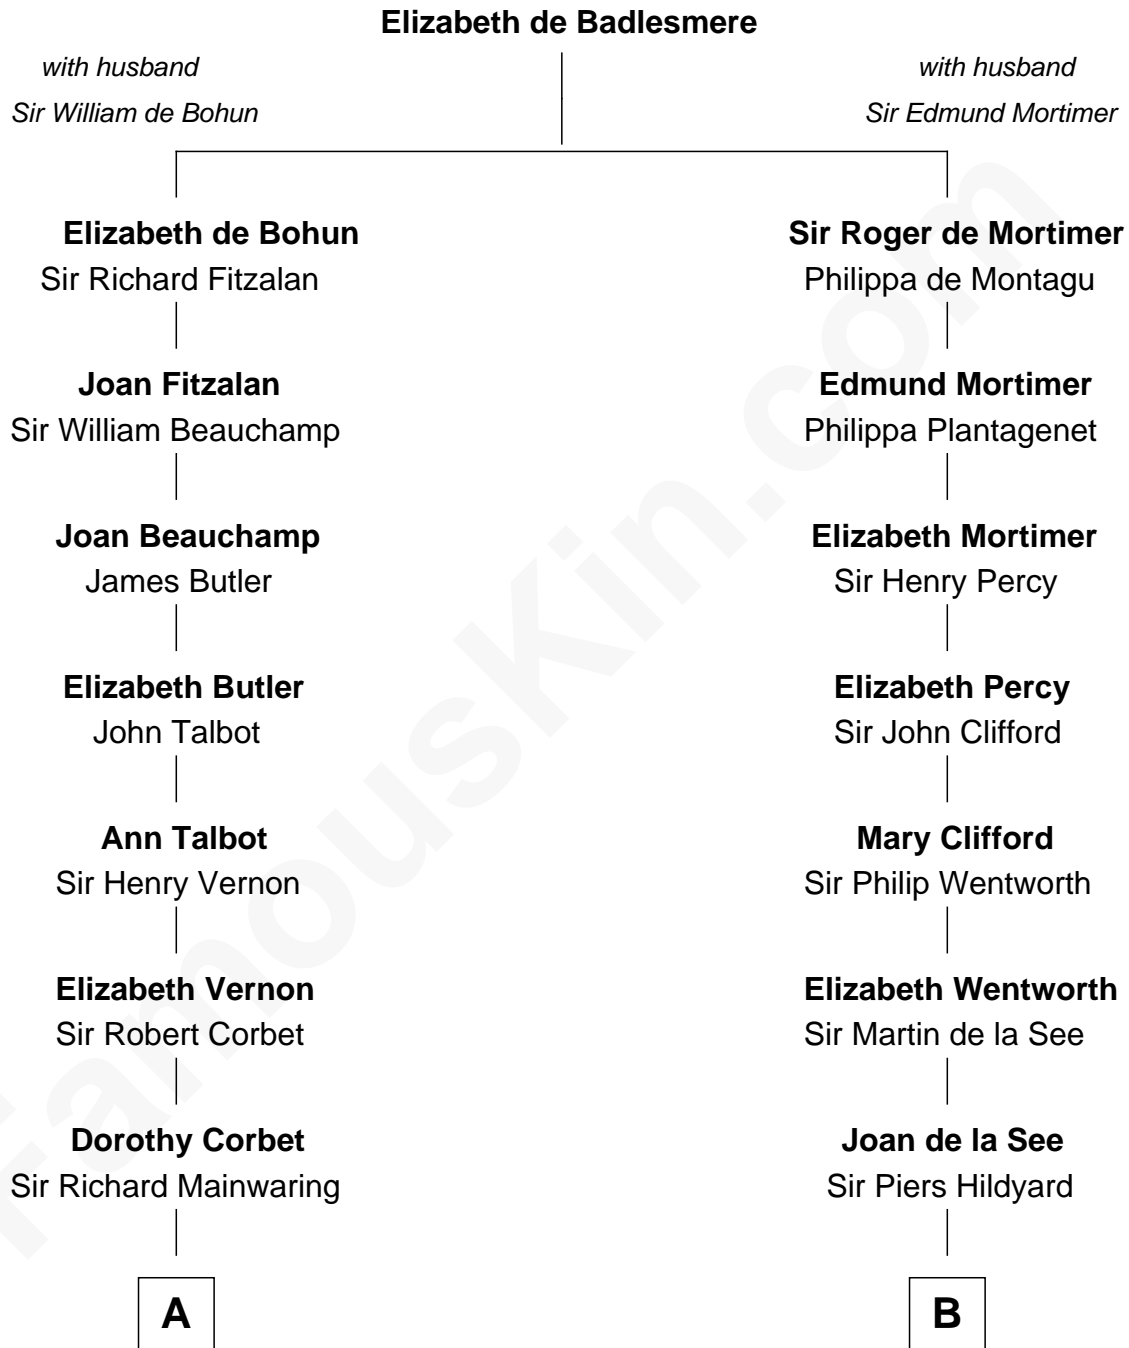 Elizabeth de Badlesmere
with husband
Sir William de Bohun
with husband
Sir Edmund Mortimer
Elizabeth de Bohun
Sir Richard Fitzalan
Sir Roger de Mortimer
Philippa de Montagu
Joan Fitzalan
Sir William Beauchamp
Edmund Mortimer
Philippa Plantagenet
Joan Beauchamp
James Butler
Elizabeth Mortimer
Sir Henry Percy
Elizabeth Butler
John Talbot
Elizabeth Percy
Sir John Clifford
Ann Talbot
Sir Henry Vernon
Mary Clifford
Sir Philip Wentworth
Elizabeth Vernon
Sir Robert Corbet
Elizabeth Wentworth
Sir Martin de la See
Dorothy Corbet
Sir Richard Mainwaring
Joan de la See
Sir Piers Hildyard
A
B
FamousKin.com